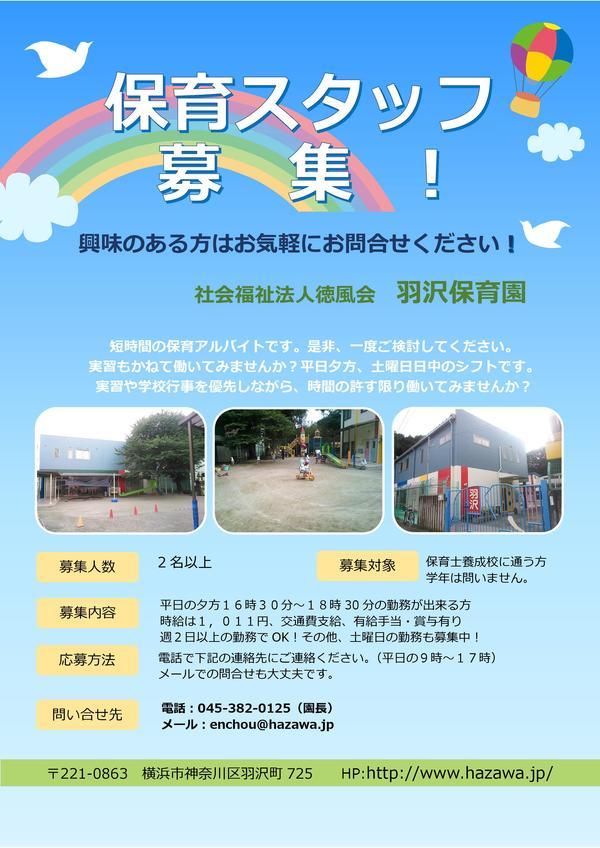 保育スタッフ
募 集 !
興味のある方はお気軽にお問合せください!
社会福祉法人徳風会 羽沢保育園
短時間の保育アルバイトです。是非、一度ご検討してください。
実習もかねて働いてみませんか?平日夕方、土曜日日中のシフトです。
実習や学校行事を優先しながら、時間の許す限り働いてみませんか?
羽沢
募集人数 2名以上
募集対象 保育士養成校に通う方
学年は問いません。
募集内容 平日の夕方16時30分~18時30分の勤務が出来る方
時給は1,011円、交通費支給、有給手当・賞与有り
週2日以上の勤務でOK!その他、土曜日の勤務も募集中!
応募方法 電話で下記の連絡先にご連絡ください。(平日の9時~17時)
メールでの問合せも大丈夫です。
問い合せ先 電話:045-382-0125(園長)
メール:enchou@hazawa.jp
〒221-0863 横浜市神奈川区羽沢町725 HP:http://www.hazawa.jp/